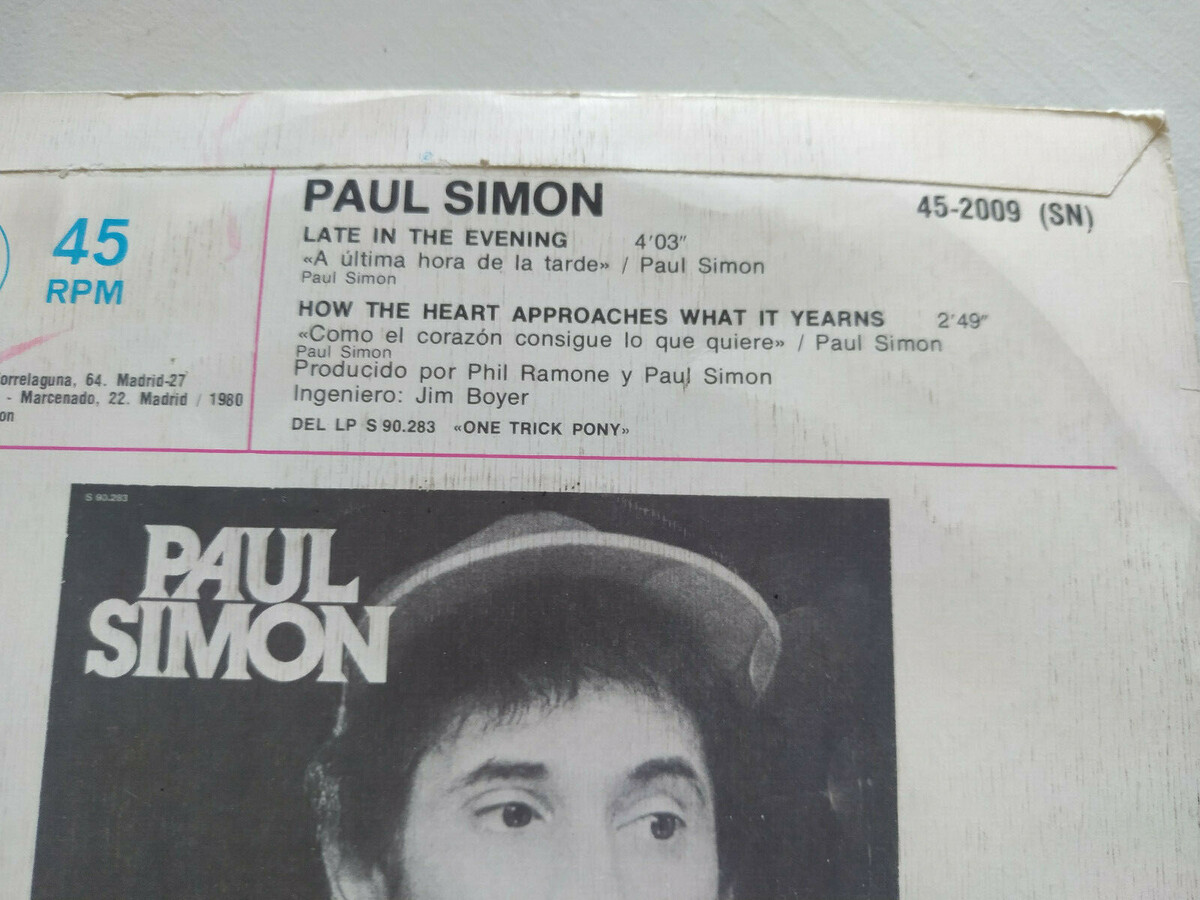 PAUL SIMON
45-2009 (SN)
LATE IN THE EVENING 4'03"
«A última hora de la tarde» / Paul Simon
Paul Simon
HOW THE HEART APPROACHES WHAT IT YEARNS 2'49"
«Como el corazón consigue lo que quiere» / Paul Simon
Paul Simon
Producido por Phil Ramone y Paul Simon
Ingeniero: Jim Boyer
DEL LP S 90.283 «ONE TRICK PONY»
45
RPM
orrelaguna, 64. Madrid-27
- Marcenado, 22. Madrid / 1980
on
S 90.283
PAUL
SIMON